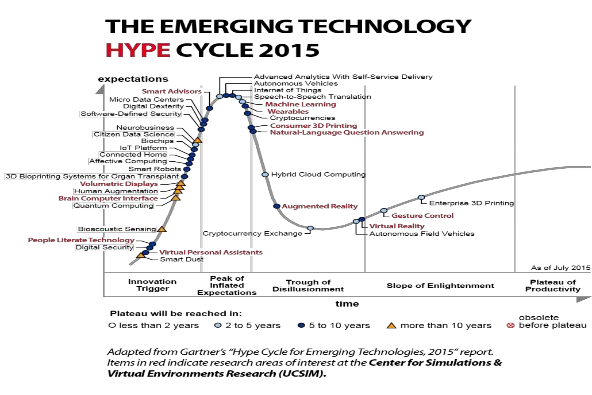 THE EMERGING TECHNOLOGY
HYPE CYCLE 2015
expectations
Advanced Analytics With Self-Service Delivery
Autonomous Vehicles
Internet of Things
Speech-to-Speech Translation
Machine Learning
Wearables
Cryptocurrencies
Consumer 3D Printing
Natural-Language Question Answering
Smart Advisors
Micro Data Centers
Digital Dexterity
Software-Defined Security
Neurobusiness
Citizen Data Science
Biochips
IoT Platform
Connected Home
Affective Computing
Smart Robots
3D Bioprinting Systems for Organ Transplant
Volumetric Displays
Human Augmentation
Brain Computer Interface
Quantum Computing
Bioacoustic Sensing
People Literate Technology
Digital Security
Virtual Personal Assistants
Smart Dust
Hybrid Cloud Computing
Augmented Reality
Cryptocurrency Exchange
Enterprise 3D Printing
Gesture Control
Virtual Reality
Autonomous Field Vehicles
As of July 2015
Innovation
Trigger
Peak of
Inflated
Expectations
Trough of
Disillusionment
Slope of Enlightenment
Plateau of
Productivity
time
Plateau will be reached in:
less than 2 years
2 to 5 years
5 to 10 years
more than 10 years
obsolete
before plateau
Adapted from Gartner's "Hype Cycle for Emerging Technologies, 2015" report.
Items in red indicate research areas of interest at the Center for Simulations &
Virtual Environments Research (UCSIM).